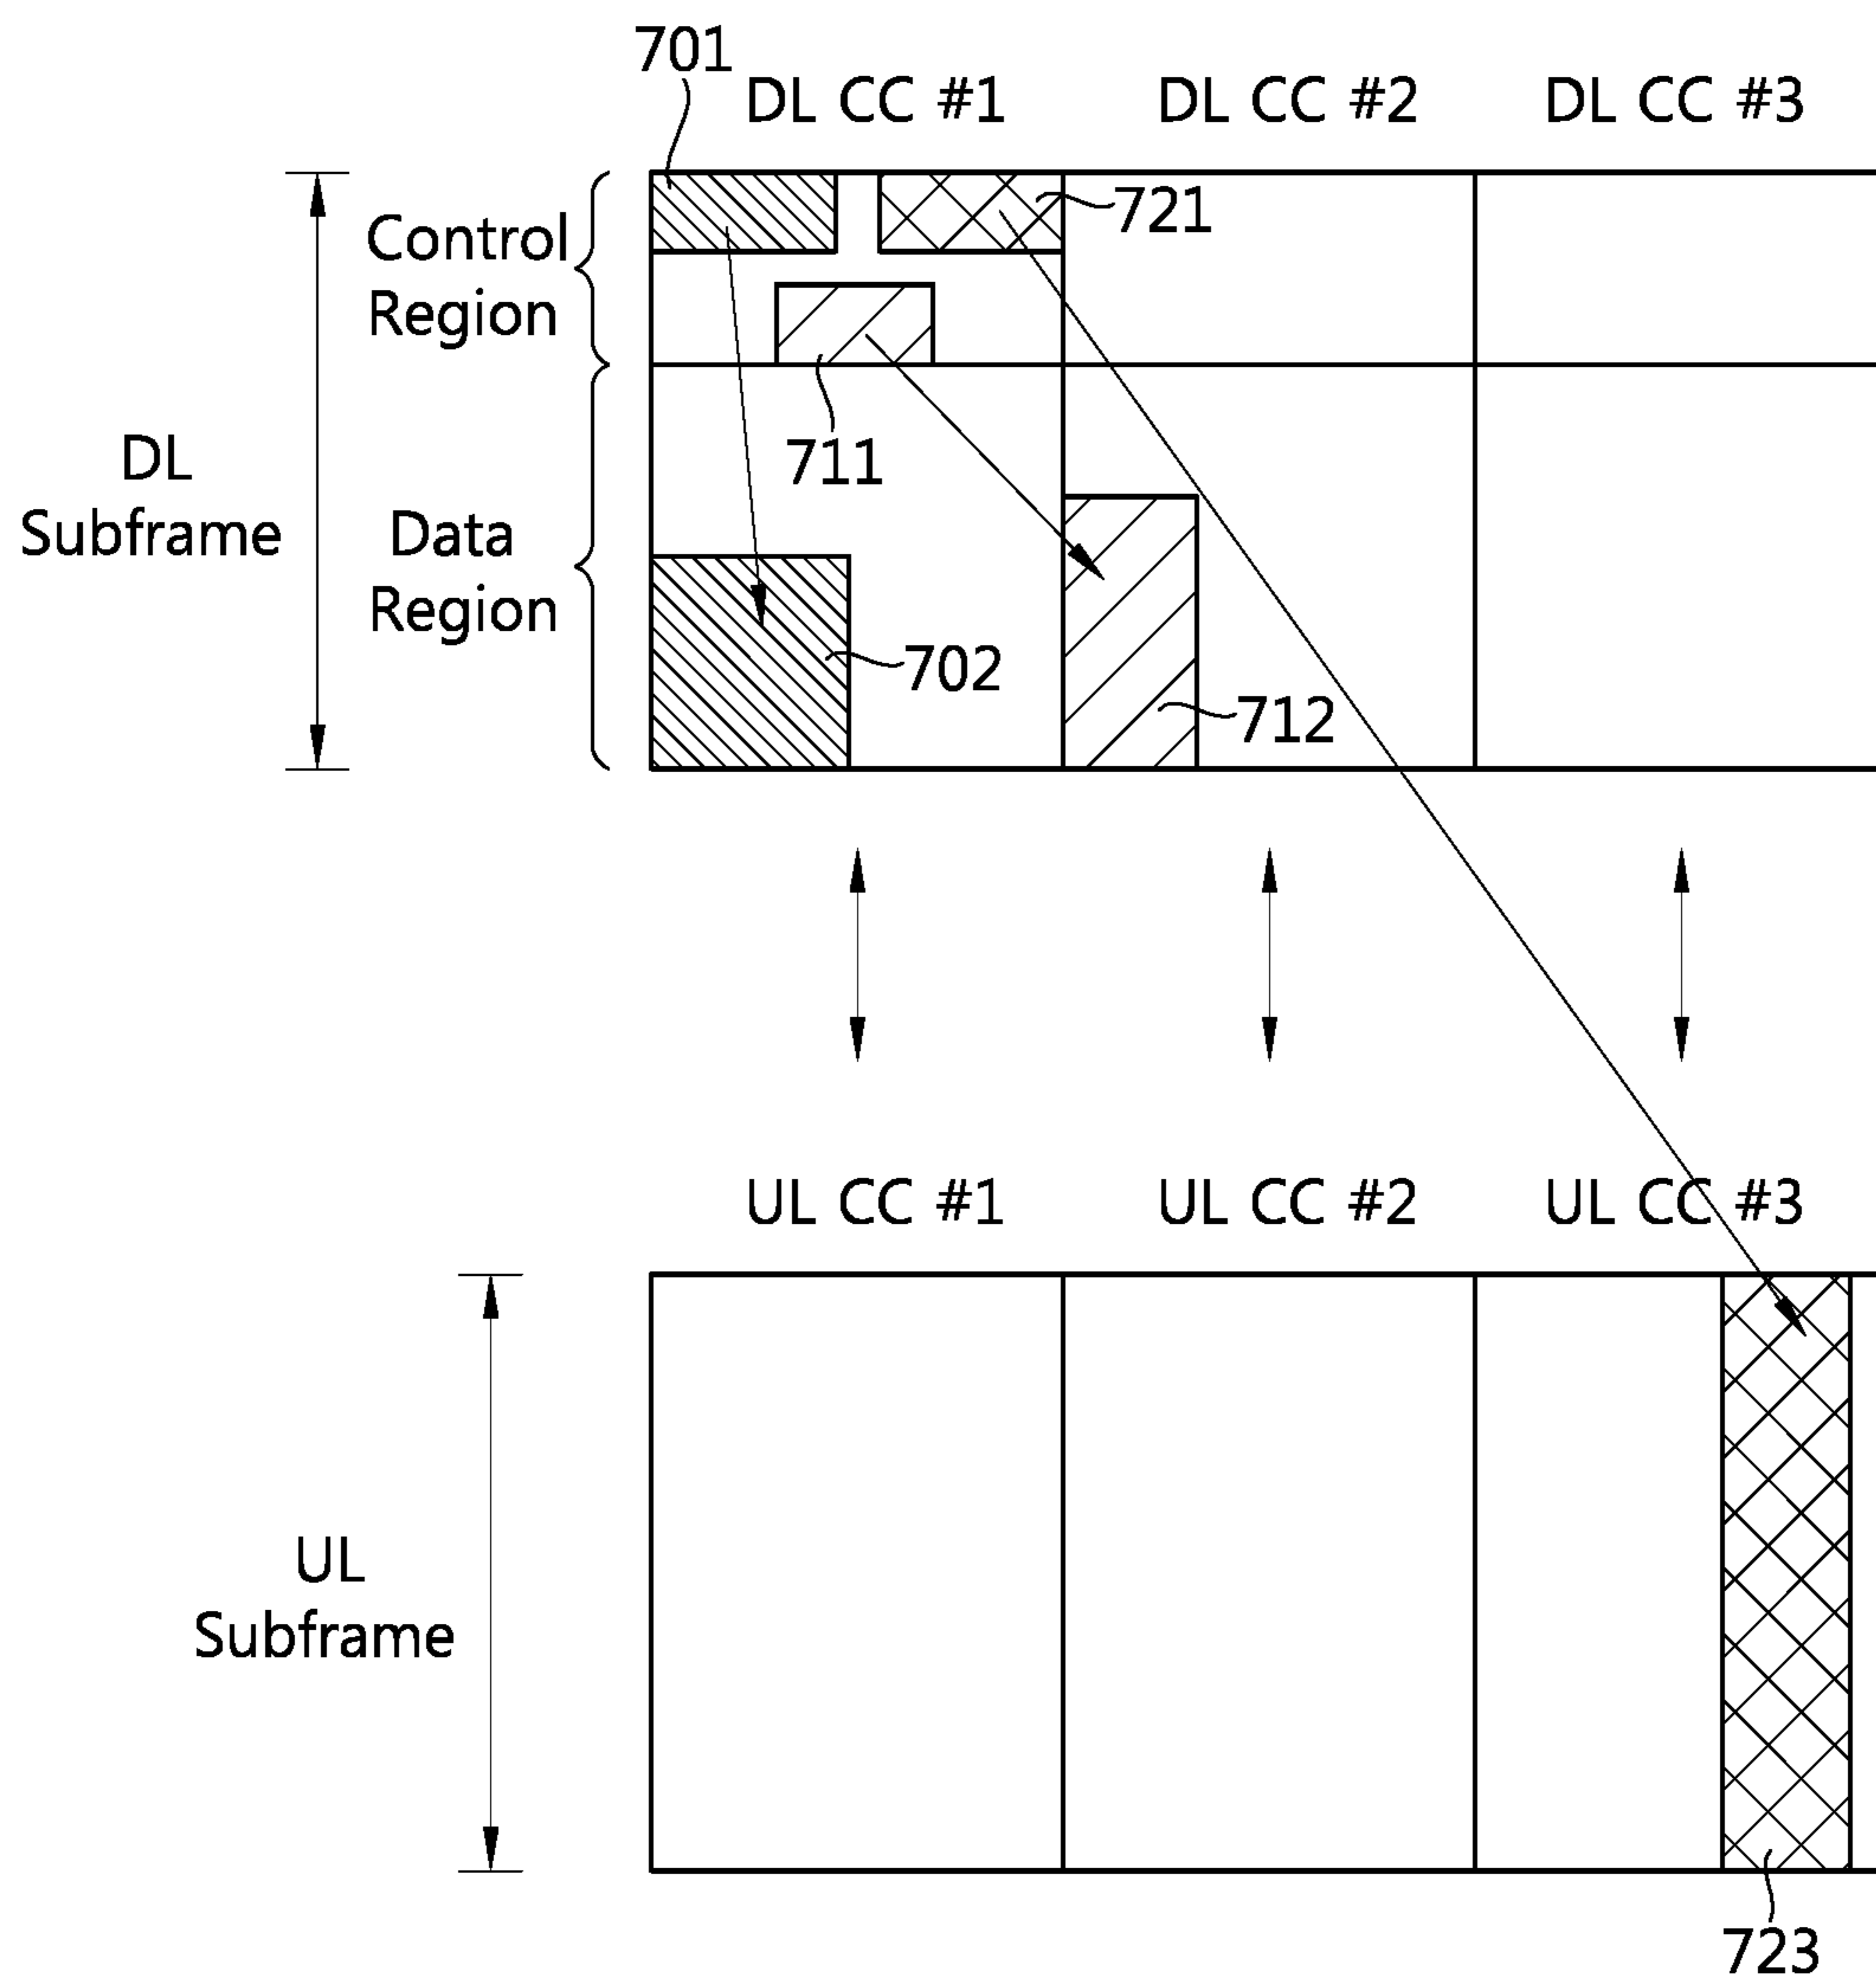 701
DL CC #1
DL CC #2
DL CC #3
721
Control
Region
711
DL
Subframe
Data
Region
702
712
UL CC #1
UL CC #2
UL CC #3
UL
Subframe
723